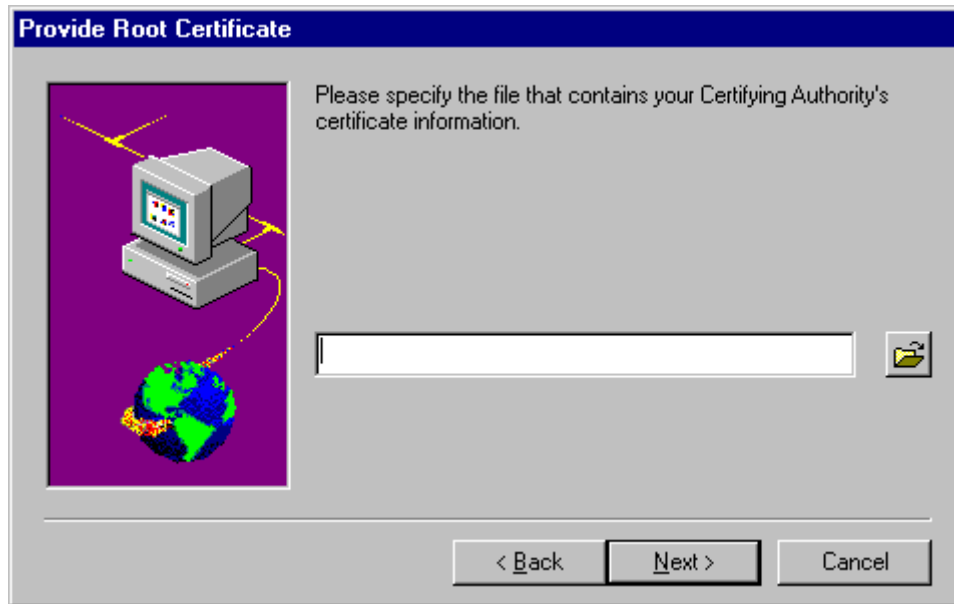 Provide Root Certificate
Please specify the file that contains your Certifying Authority's
certificate information.
< Back
Next >
Cancel